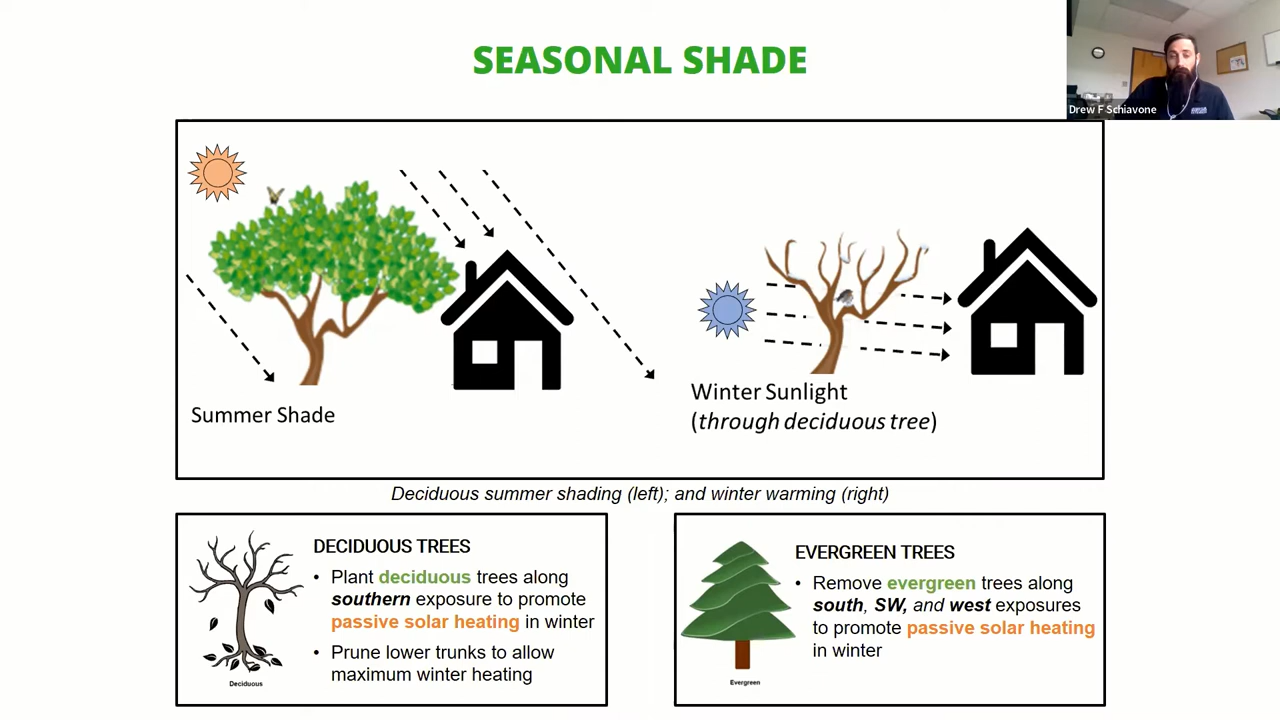 SEASONAL SHADE
Drew F Schiavone
Summer Shade
Winter Sunlight
(through deciduous tree)
Deciduous summer shading (left); and winter warming (right)
DECIDUOUS TREES
• Plant deciduous trees along
southern exposure to promote
passive solar heating in winter
• Prune lower trunks to allow
maximum winter heating
Deciduous
EVERGREEN TREES
• Remove evergreen trees along
south, SW, and west exposures
to promote passive solar heating
in winter
Evergreen